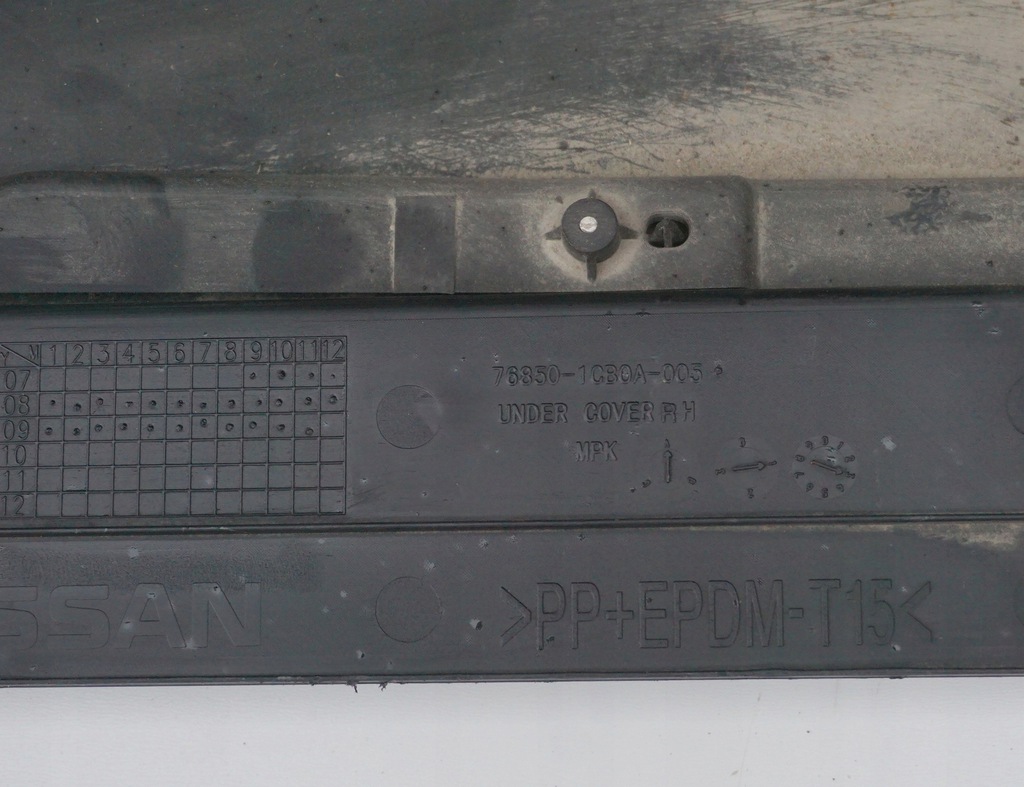 Y M 1 2 3 4 5 6 7 8 9 10 11 12
07
08
09
10
11
12
76850-1CB0A-005
UNDER COVER RH
MPK
SSAN
>PP+EPDM-T15<